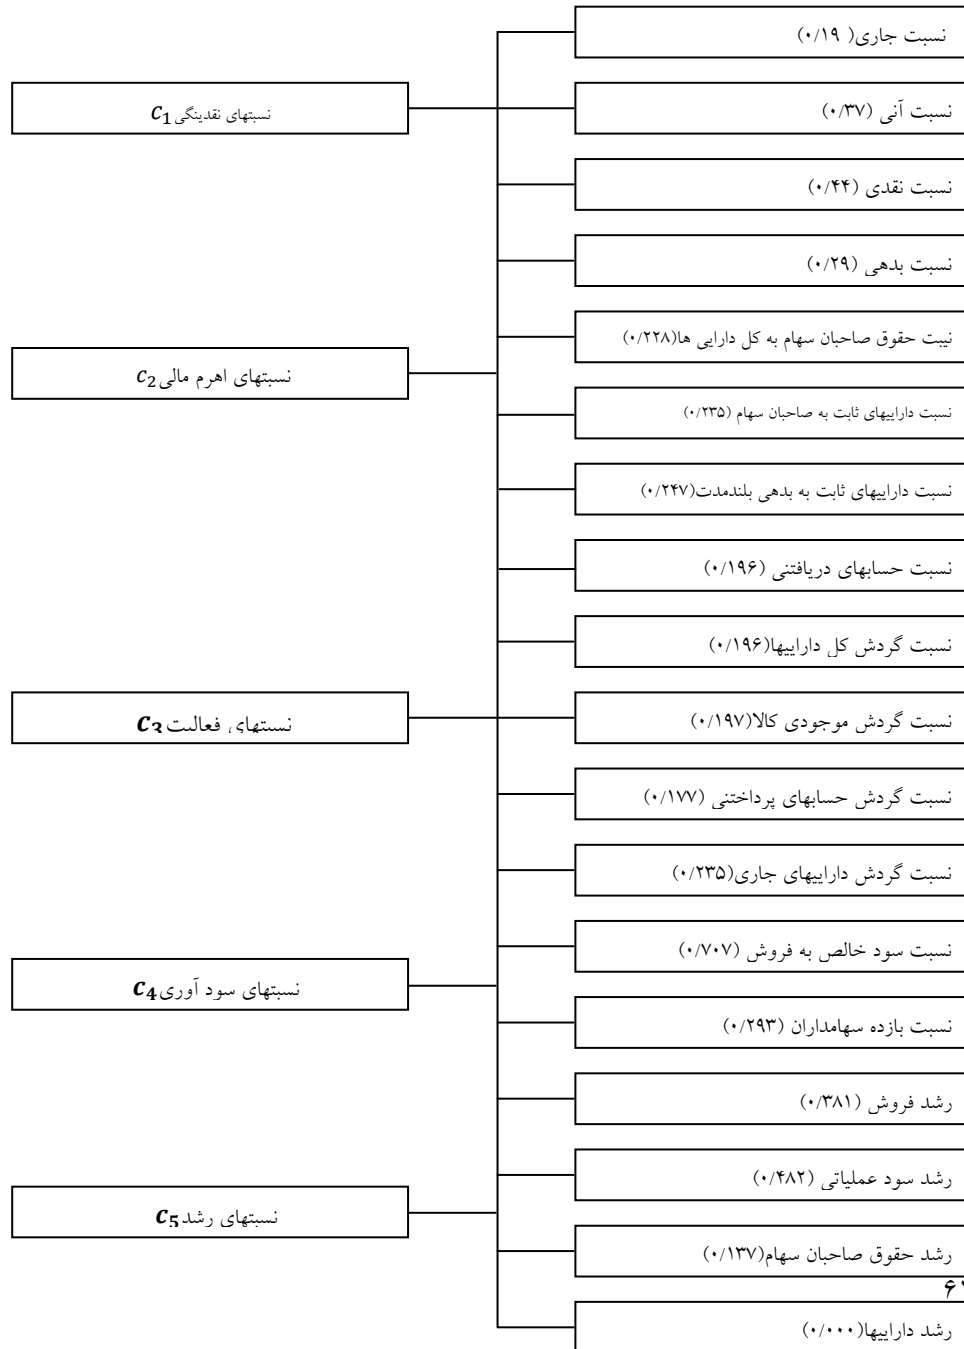 نسبت جاری( ۰/۱۹)
نسبتهای نقدینگی c1
نسبت آنی (۰/۳۷)
نسبت نقدی (۰/۴۴)
نسبت بدهی (۰/۲۹)
نیبت حقوق صاحبان سهام به کل دارایی ها(۰/۲۲۸)
نسبتهای اهرم مالی c2
نسبت داراییهای ثابت به صاحبان سهام (۰/۲۳۵)
نسبت داراییهای ثابت به بدهی بلندمدت(۰/۲۴۷)
نسبت حسابهای دریافتنی (۰/۱۹۶)
نسبت گردش کل داراییها(۰/۱۹۶)
نسبتهای فعالیت c3
نسبت گردش موجودی کالا(۰/۱۹۷)
نسبت گردش حسابهای پرداختنی (۰/۱۷۷)
نسبت گردش داراییهای جاری(۰/۲۳۵)
نسبت سود خالص به فروش (۰/۷۰۷)
نسبتهای سود آوری c4
نسبت بازده سهامداران (۰/۲۹۳)
رشد فروش (۰/۳۸۱)
رشد سود عملیاتی (۰/۴۸۲)
نسبتهای رشد c5
رشد حقوق صاحبان سهام(۰/۱۳۷)
رشد داراییها(۰/۰۰۰)